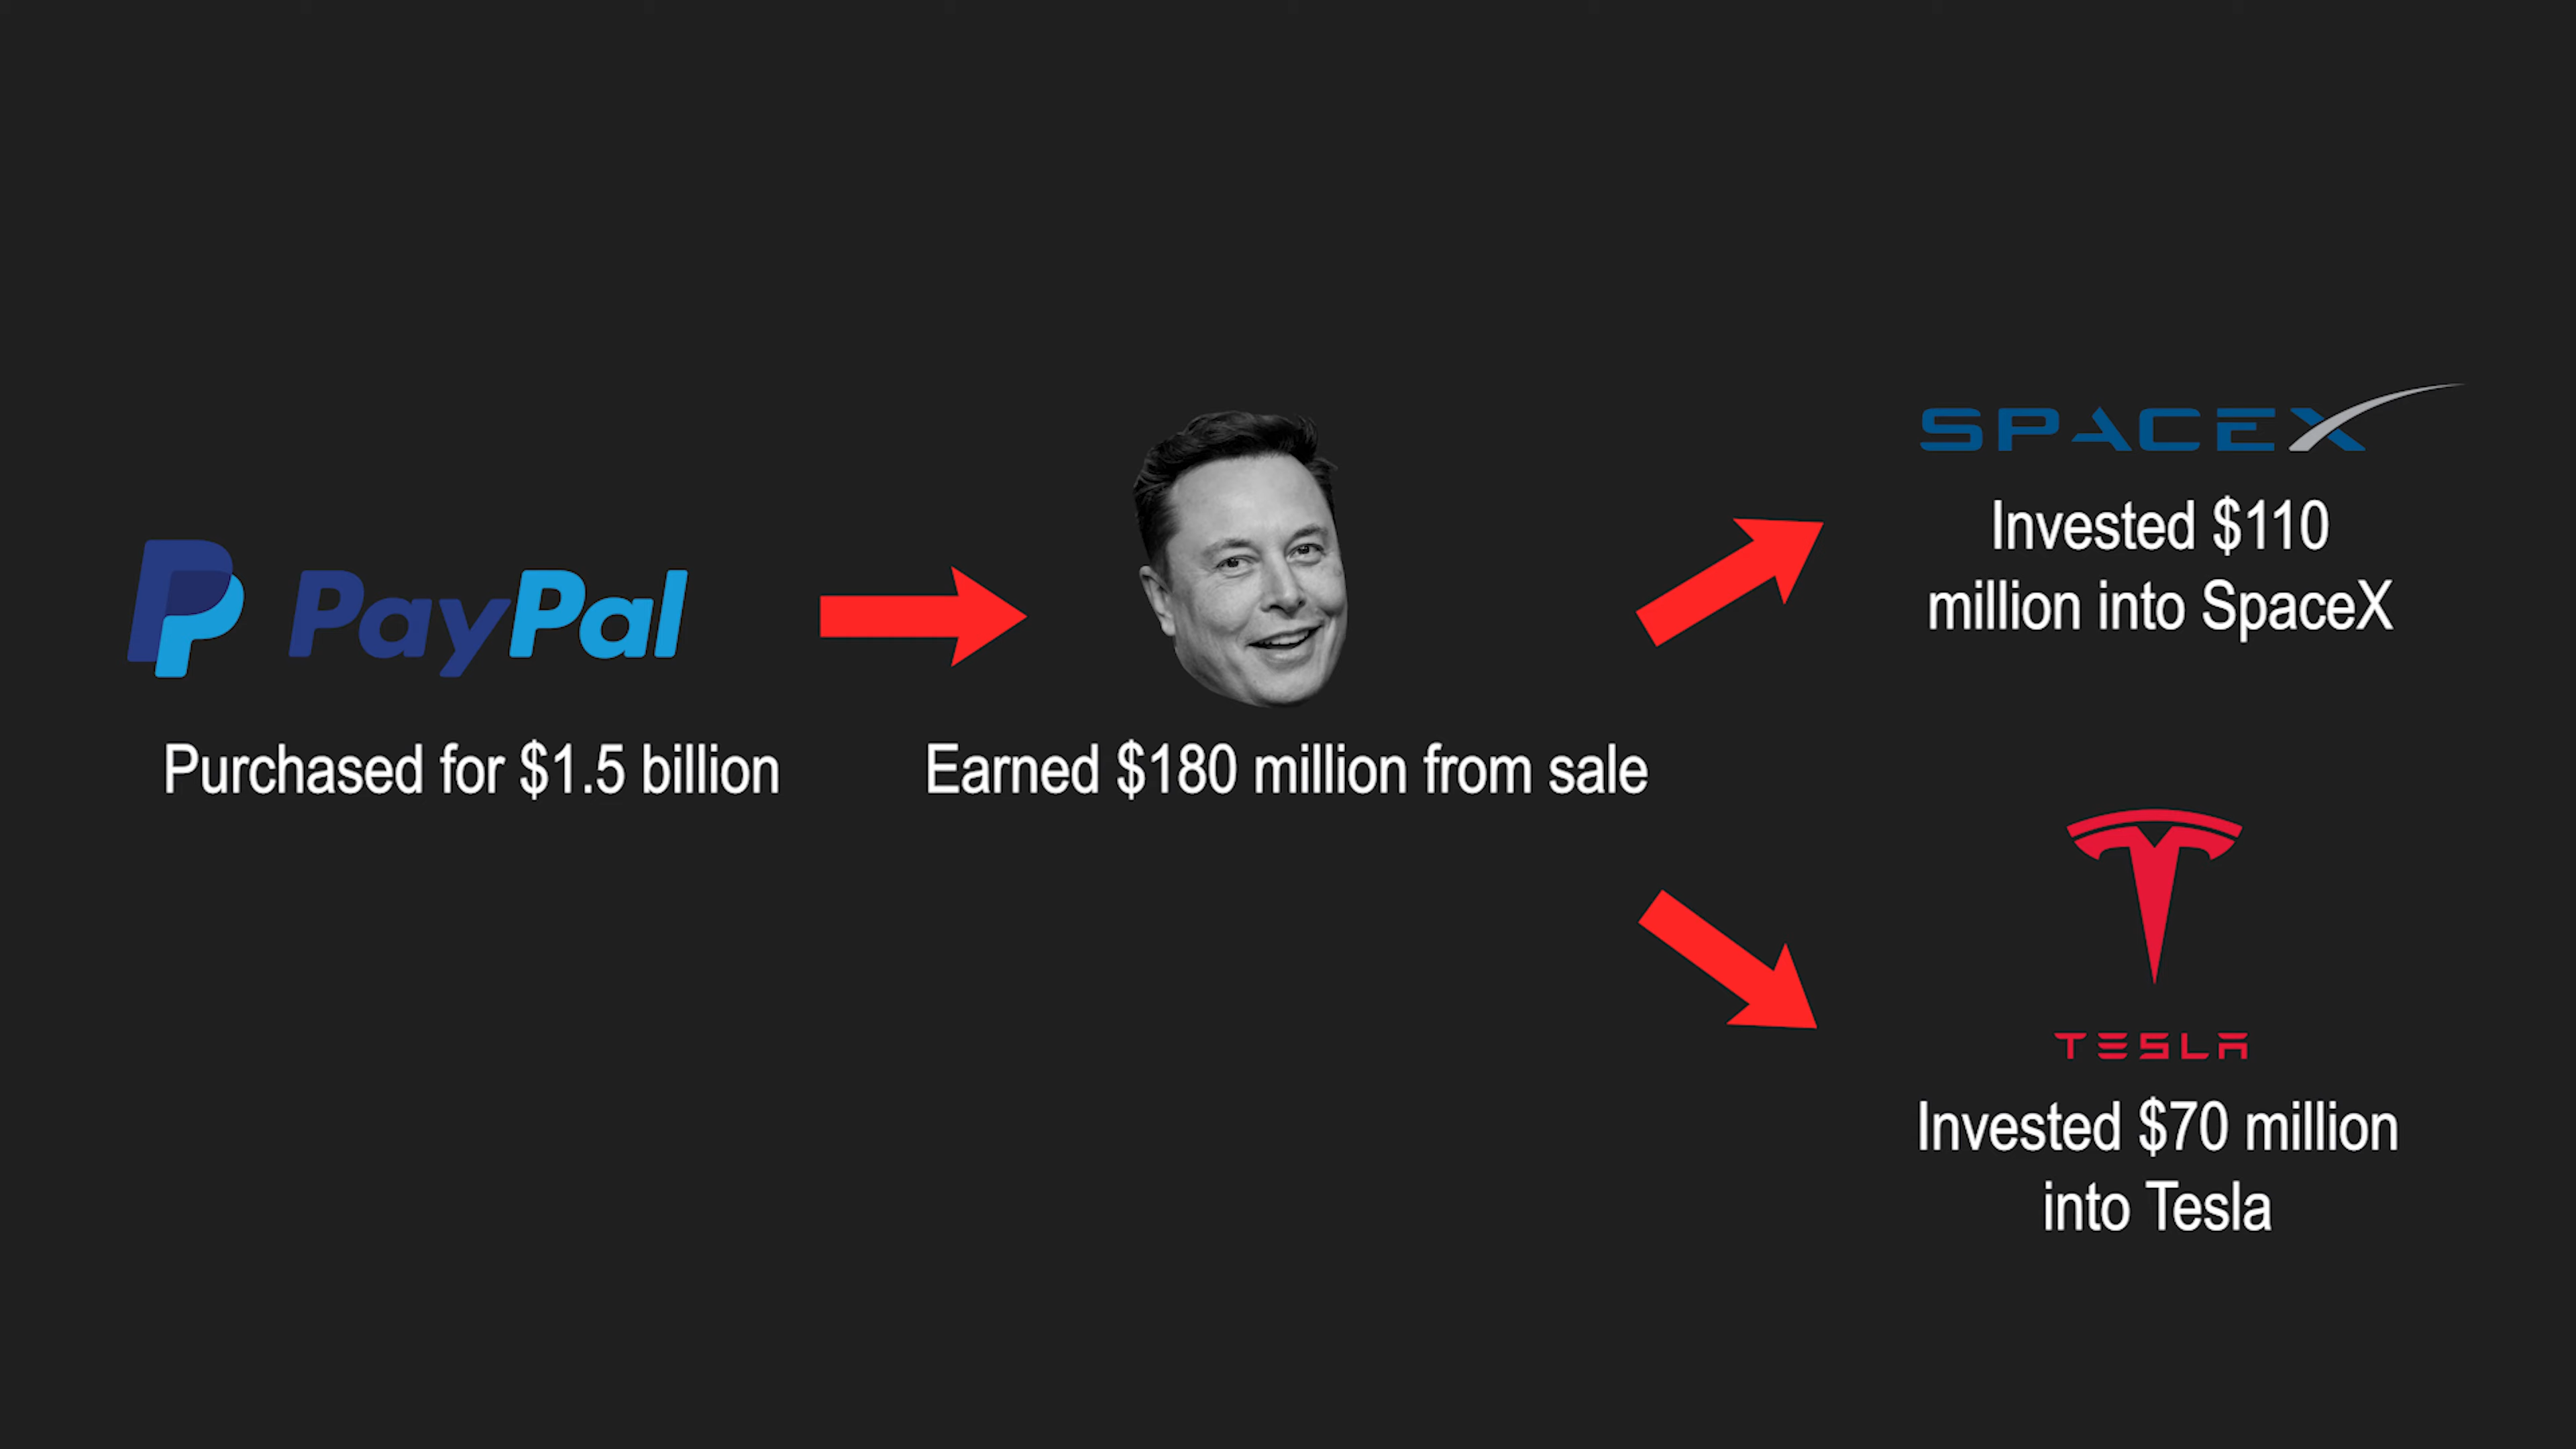 PayPal
Purchased for $1.5 billion
Earned $180 million from sale
SPACEX
Invested $110
million into SpaceX
TESLA
Invested $70 million
into Tesla